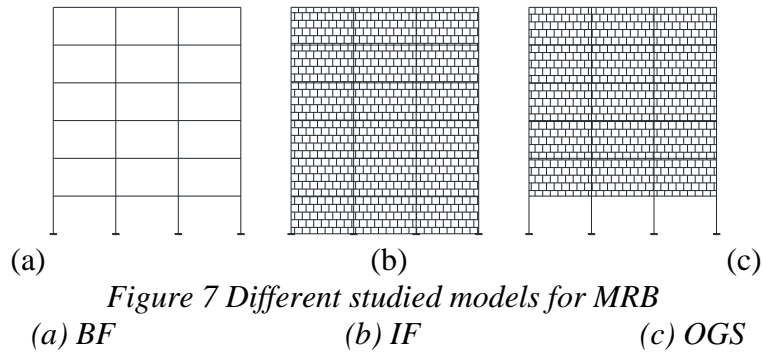 (a) (b) (c)
Figure 7 Different studied models for MRB
(a) BF (b) IF (c) OGS